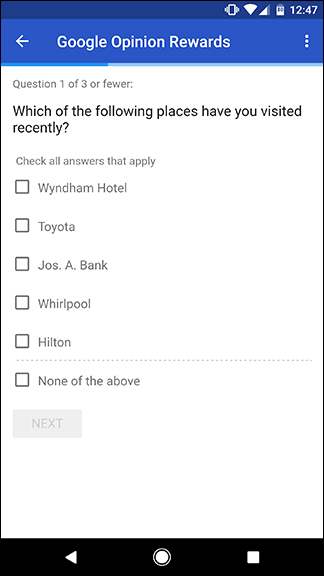 12:47
Google Opinion Rewards
Question 1 of 3 or fewer:
Which of the following places have you visited
recently?
Check all answers that apply
Wyndham Hotel
Toyota
Jos. A. Bank
Whirlpool
Hilton
None of the above
NEXT